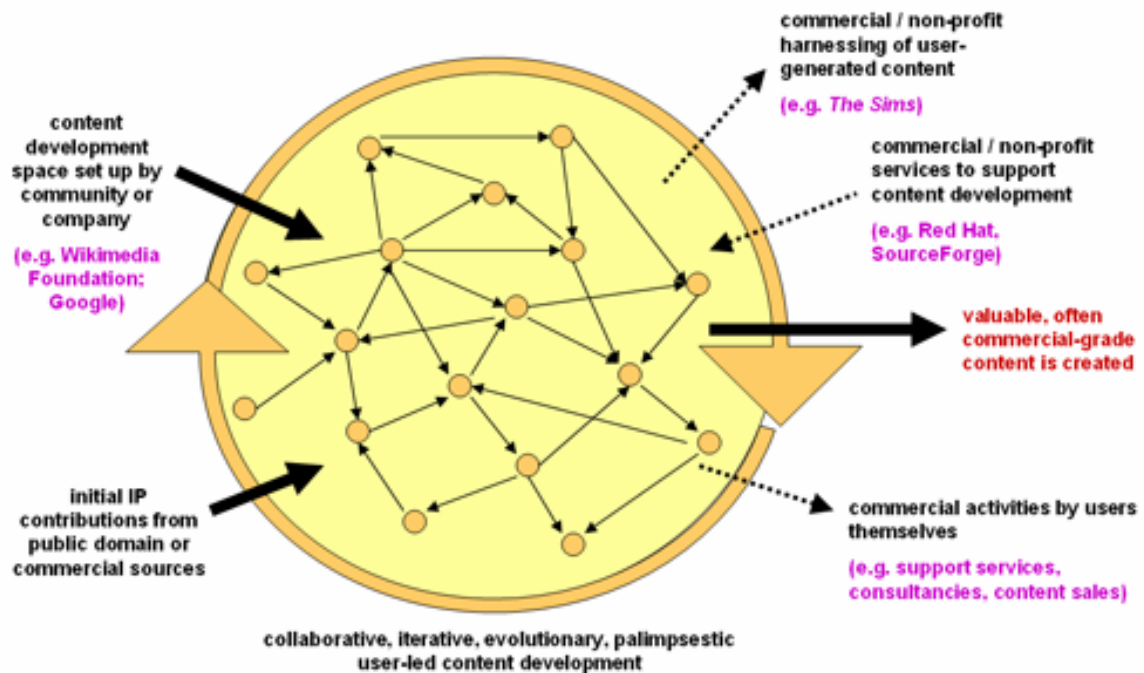 commercial / non-profit
harnessing of user-
generated content
(e.g. The Sims)
content
development
space set up by
community or
company
(e.g. Wikimedia
Foundation;
Google)
commercial / non-profit
services to support
content development
(e.g. Red Hat,
SourceForge)
valuable, often
commercial-grade
content is created
initial IP
contributions from
public domain or
commercial sources
commercial activities by users
themselves
(e.g. support services,
consultancies, content sales)
collaborative, iterative, evolutionary, palimpsestic
user-led content development